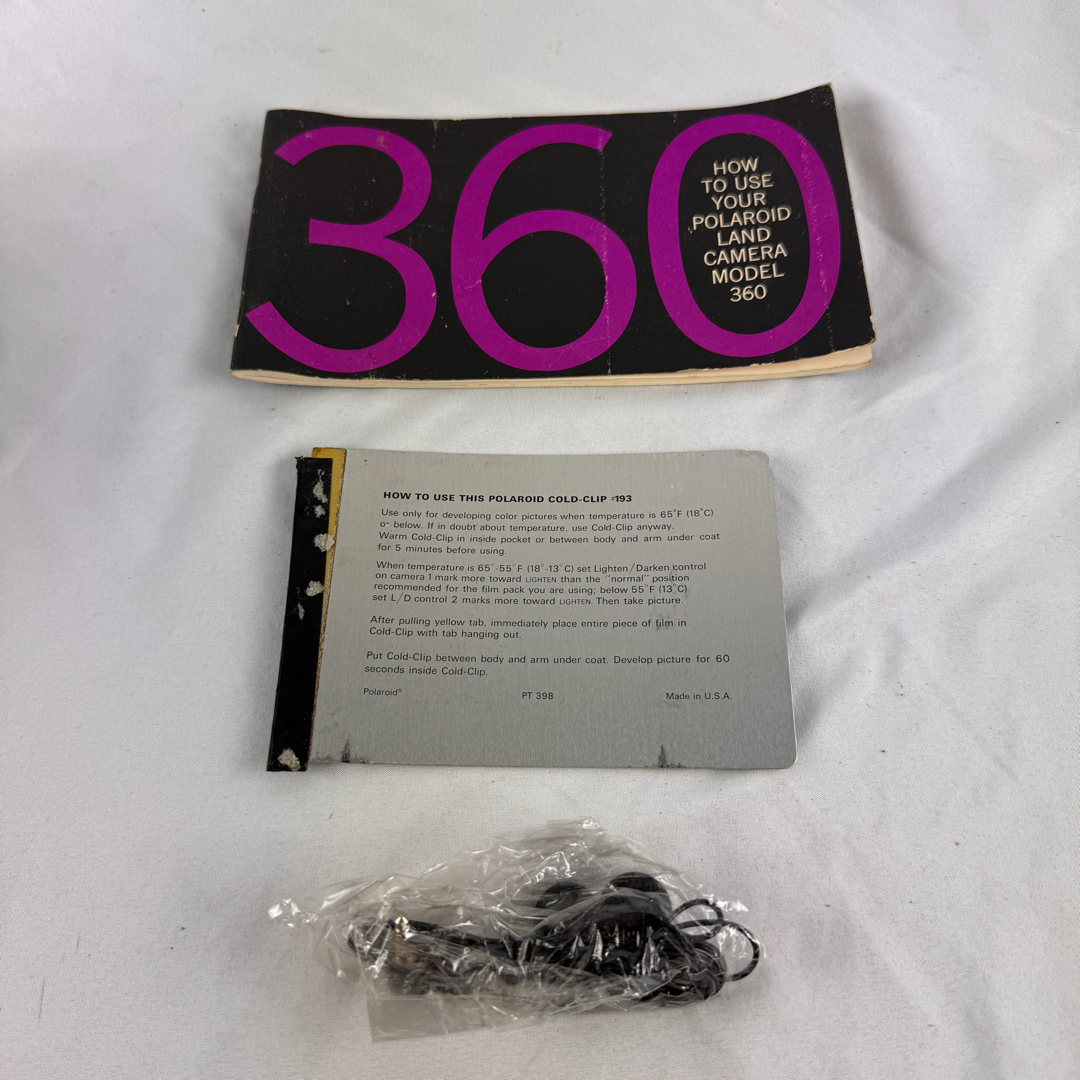 360
HOW
TO USE
YOUR
POLAROID
LAND
CAMERA
MODEL
360
HOW TO USE THIS POLAROID COLD-CLIP #193
Use only for developing color pictures when temperature is 65°F (18°C)
or below. If in doubt about temperature, use Cold-Clip anyway.
Warm Cold-Clip in inside pocket or between body and arm under coat
for 5 minutes before using.
When temperature is 65°-55°F (18°-13°C) set Lighten/Darken control
on camera 1 mark more toward LIGHTEN than the "normal" position
recommended for the film pack you are using; below 55°F (13°C)
set L/D control 2 marks more toward LIGHTEN. Then take picture.
After pulling yellow tab, immediately place entire piece of film in
Cold-Clip with tab hanging out.
Put Cold-Clip between body and arm under coat. Develop picture for 60
seconds inside Cold-Clip.
Polaroid® PT 398 Made in U.S.A.